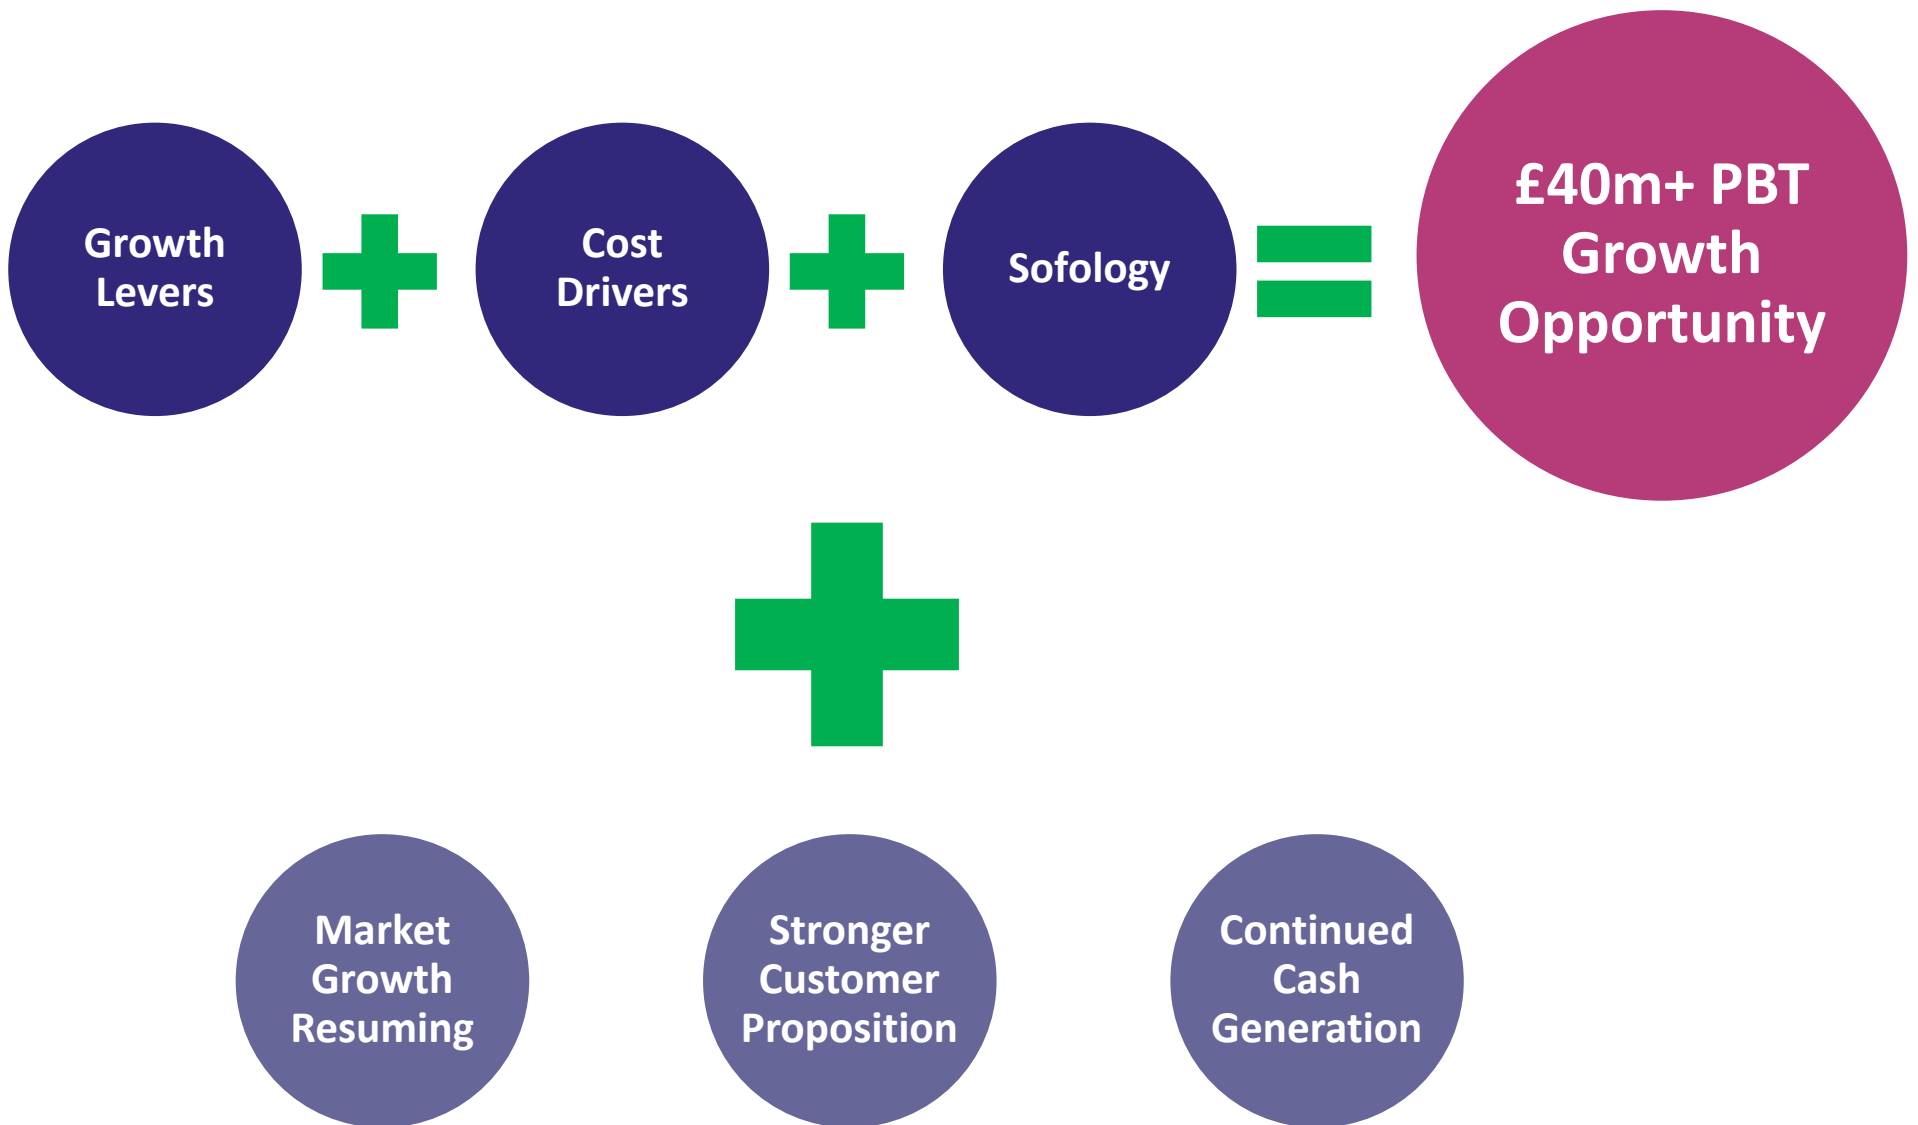 Growth
Levers
Cost
Drivers
Sofology
£40m+ PBT
Growth
Opportunity
Market
Growth
Resuming
Stronger
Customer
Proposition
Continued
Cash
Generation